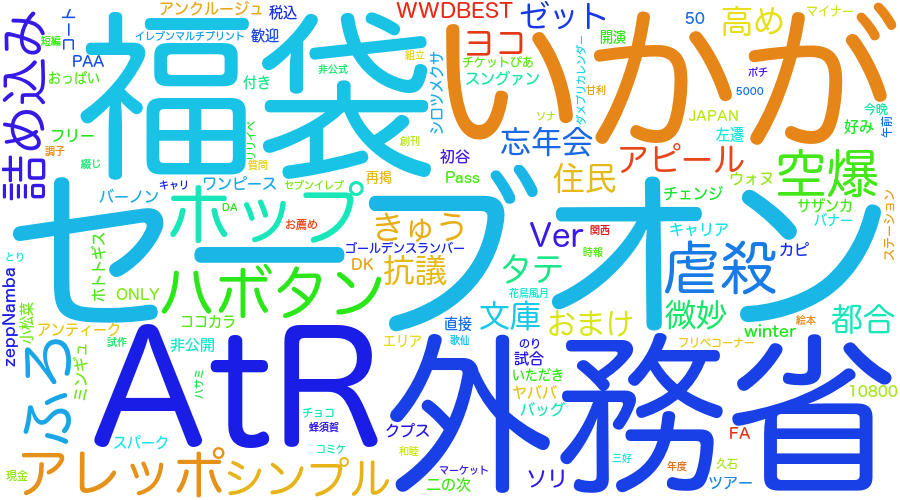 アンクルージュ
税込
WWDBEST
ゼット
50
高め
マイナー
短編
コート
イレブンマルチプリント
歓迎
ヨコ
開演
詰め込み
PAA
おっぱい
福袋
付き
非公式
シロツメクサ
チケットぴあ
スングァン
いかが
ダメプリカレンダー
甘利
ポチ
5000
フリー
調子
綴じ
リリイベ
質問
創刊
ソナ
忘年会
JAPAN
左遷
今晩
好み
午前
キャリ
ワンピース
セブンイレブ
再掲
初谷
Pass
アピール
住民
ウォヌ
空爆
バーノン
ホップ
DA
お薦め
きゅう
チェンジ
サザンカ
バナー
セーブオン
ゴールデンスランバー
Ver
関西
時報
キャリア
カピ
ステーション
とり
zeppNamba
ホトトギス
ONLY
ハボタン
DK
抗議
タテ
花鳥風月
虐殺
小松菜
アンティーク
試作
ココカラ
非公開
エリア
直接
歌仙
文庫
のり
試合
おまけ
微妙
winter
絵本
都合
フリペコーナー
ふろ
ミンギュ
AtR
ハサミ
チョコ
蜂須賀
コミケ
外務省
いただき
ヤババ
バッグ
10800
スパーク
クプス
和睦
FA
現金
アレッポ
シンプル
二の次
マーケット
ソリ
三好
年度
久石
ツアー
組立